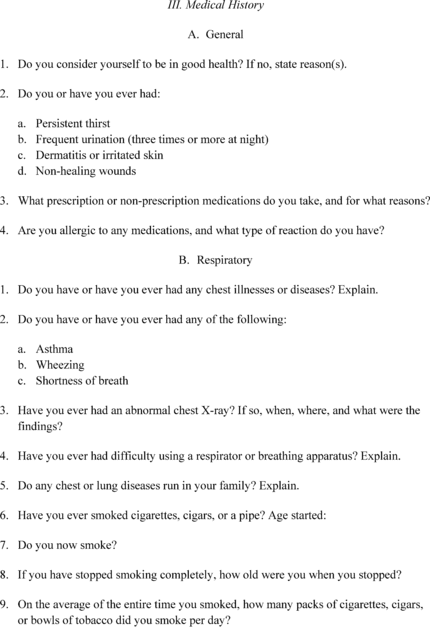 III. Medical History
A. General
1. Do you consider yourself to be in good health? If no, state reason(s).
2. Do you or have you ever had:
a. Persistent thirst
b. Frequent urination (three times or more at night)
c. Dermatitis or irritated skin
d. Non-healing wounds
3. What prescription or non-prescription medications do you take, and for what reasons?
4. Are you allergic to any medications, and what type of reaction do you have?
B. Respiratory
1. Do you have or have you ever had any chest illnesses or diseases? Explain.
2. Do you have or have you ever had any of the following:
a. Asthma
b. Wheezing
c. Shortness of breath
3. Have you ever had an abnormal chest X-ray? If so, when, where, and what were the
findings?
4. Have you ever had difficulty using a respirator or breathing apparatus? Explain.
5. Do any chest or lung diseases run in your family? Explain.
6. Have you ever smoked cigarettes, cigars, or a pipe? Age started:
7. Do you now smoke?
8. If you have stopped smoking completely, how old were you when you stopped?
9. On the average of the entire time you smoked, how many packs of cigarettes, cigars,
or bowls of tobacco did you smoke per day?